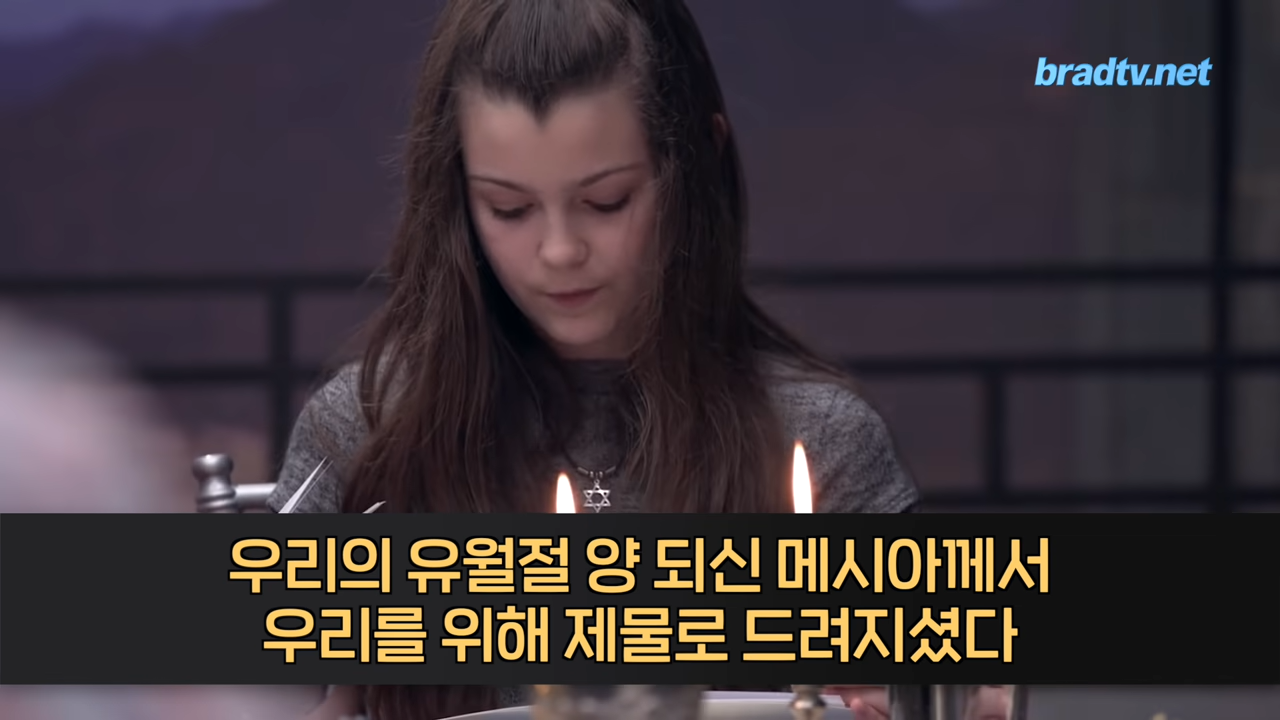 bradtv.net
우리의 유월절 양 되신 메시아께서
우리를 위해 제물로 드려지셨다